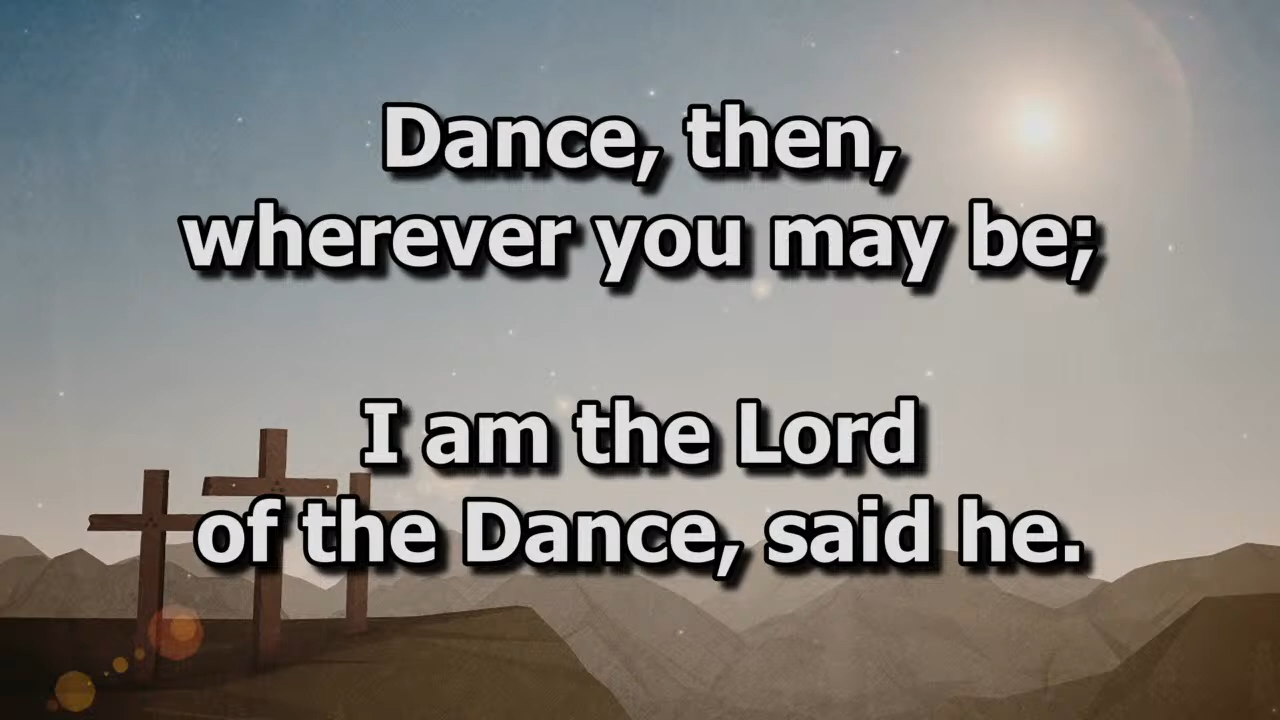 Dance, then,
wherever you may be;
I am the Lord
of the Dance, said he.